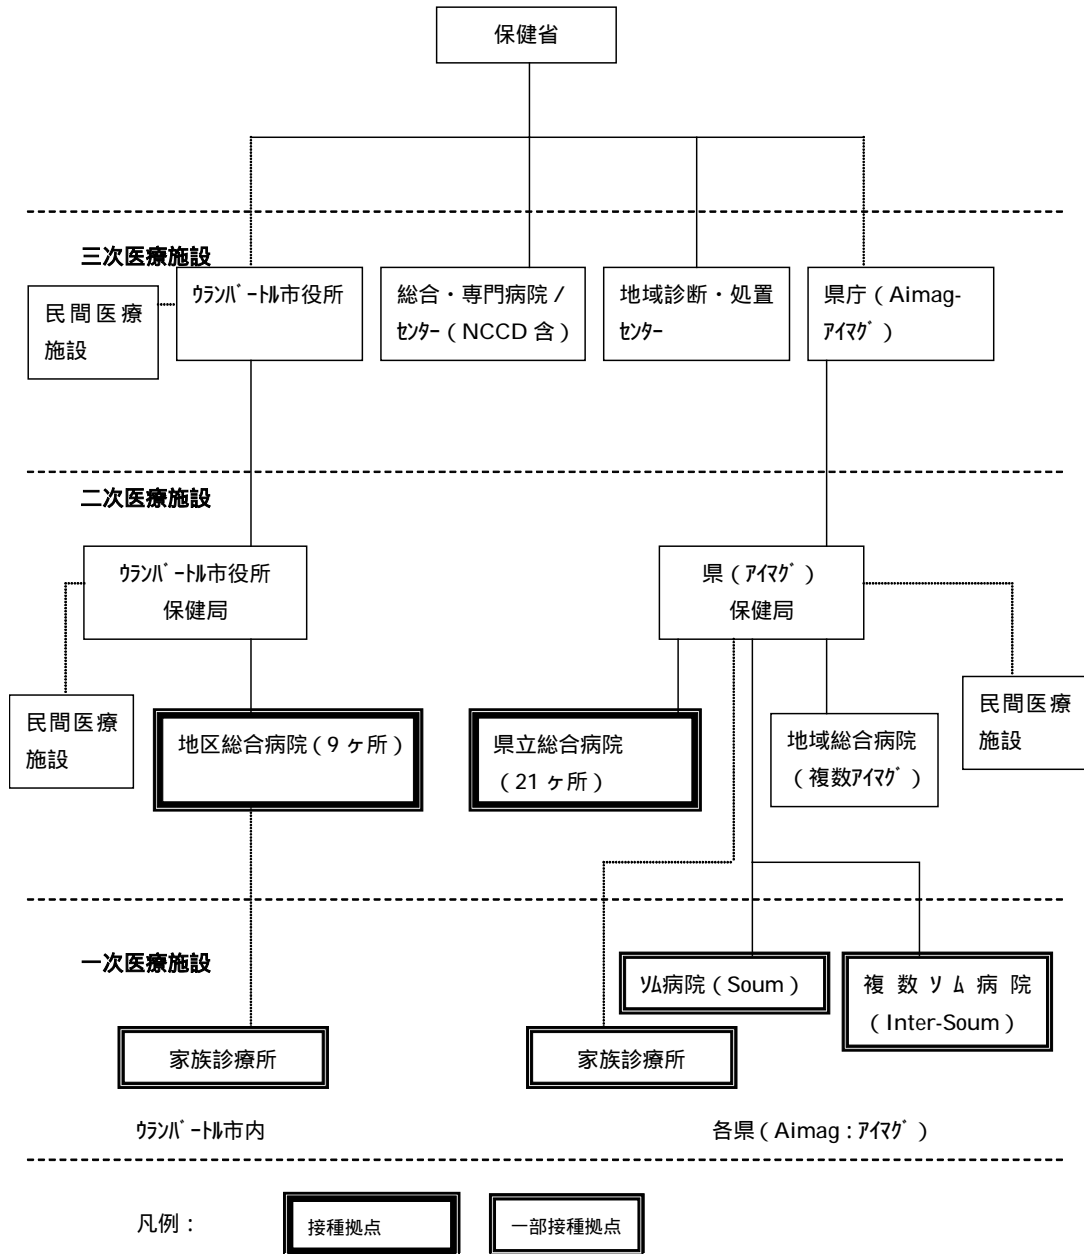 保健省
三次医療施設
民間医療
施設
ｳﾗﾝﾊﾞｰﾄﾙ市役所
総合・専門病院 /
ｾﾝﾀｰ（NCCD 含）
地域診断・処置
ｾﾝﾀｰ
県庁（Aimag-
ｱｲﾏｸﾞ）
二次医療施設
ｳﾗﾝﾊﾞｰﾄﾙ市役所
保健局
県（ｱｲﾏｸﾞ）
保健局
民間医療
施設
地区総合病院（9 ヶ所）
県立総合病院
（21 ヶ所）
地域総合病院
（複数ｱｲﾏｸﾞ）
民間医療
施設
一次医療施設
ｿﾑ病院（Soum）
複数ソム病院
（Inter-Soum）
家族診療所
家族診療所
ｳﾗﾝﾊﾞｰﾄﾙ市内
各県（Aimag : ｱｲﾏｸﾞ）
凡例：
接種拠点
一部接種拠点